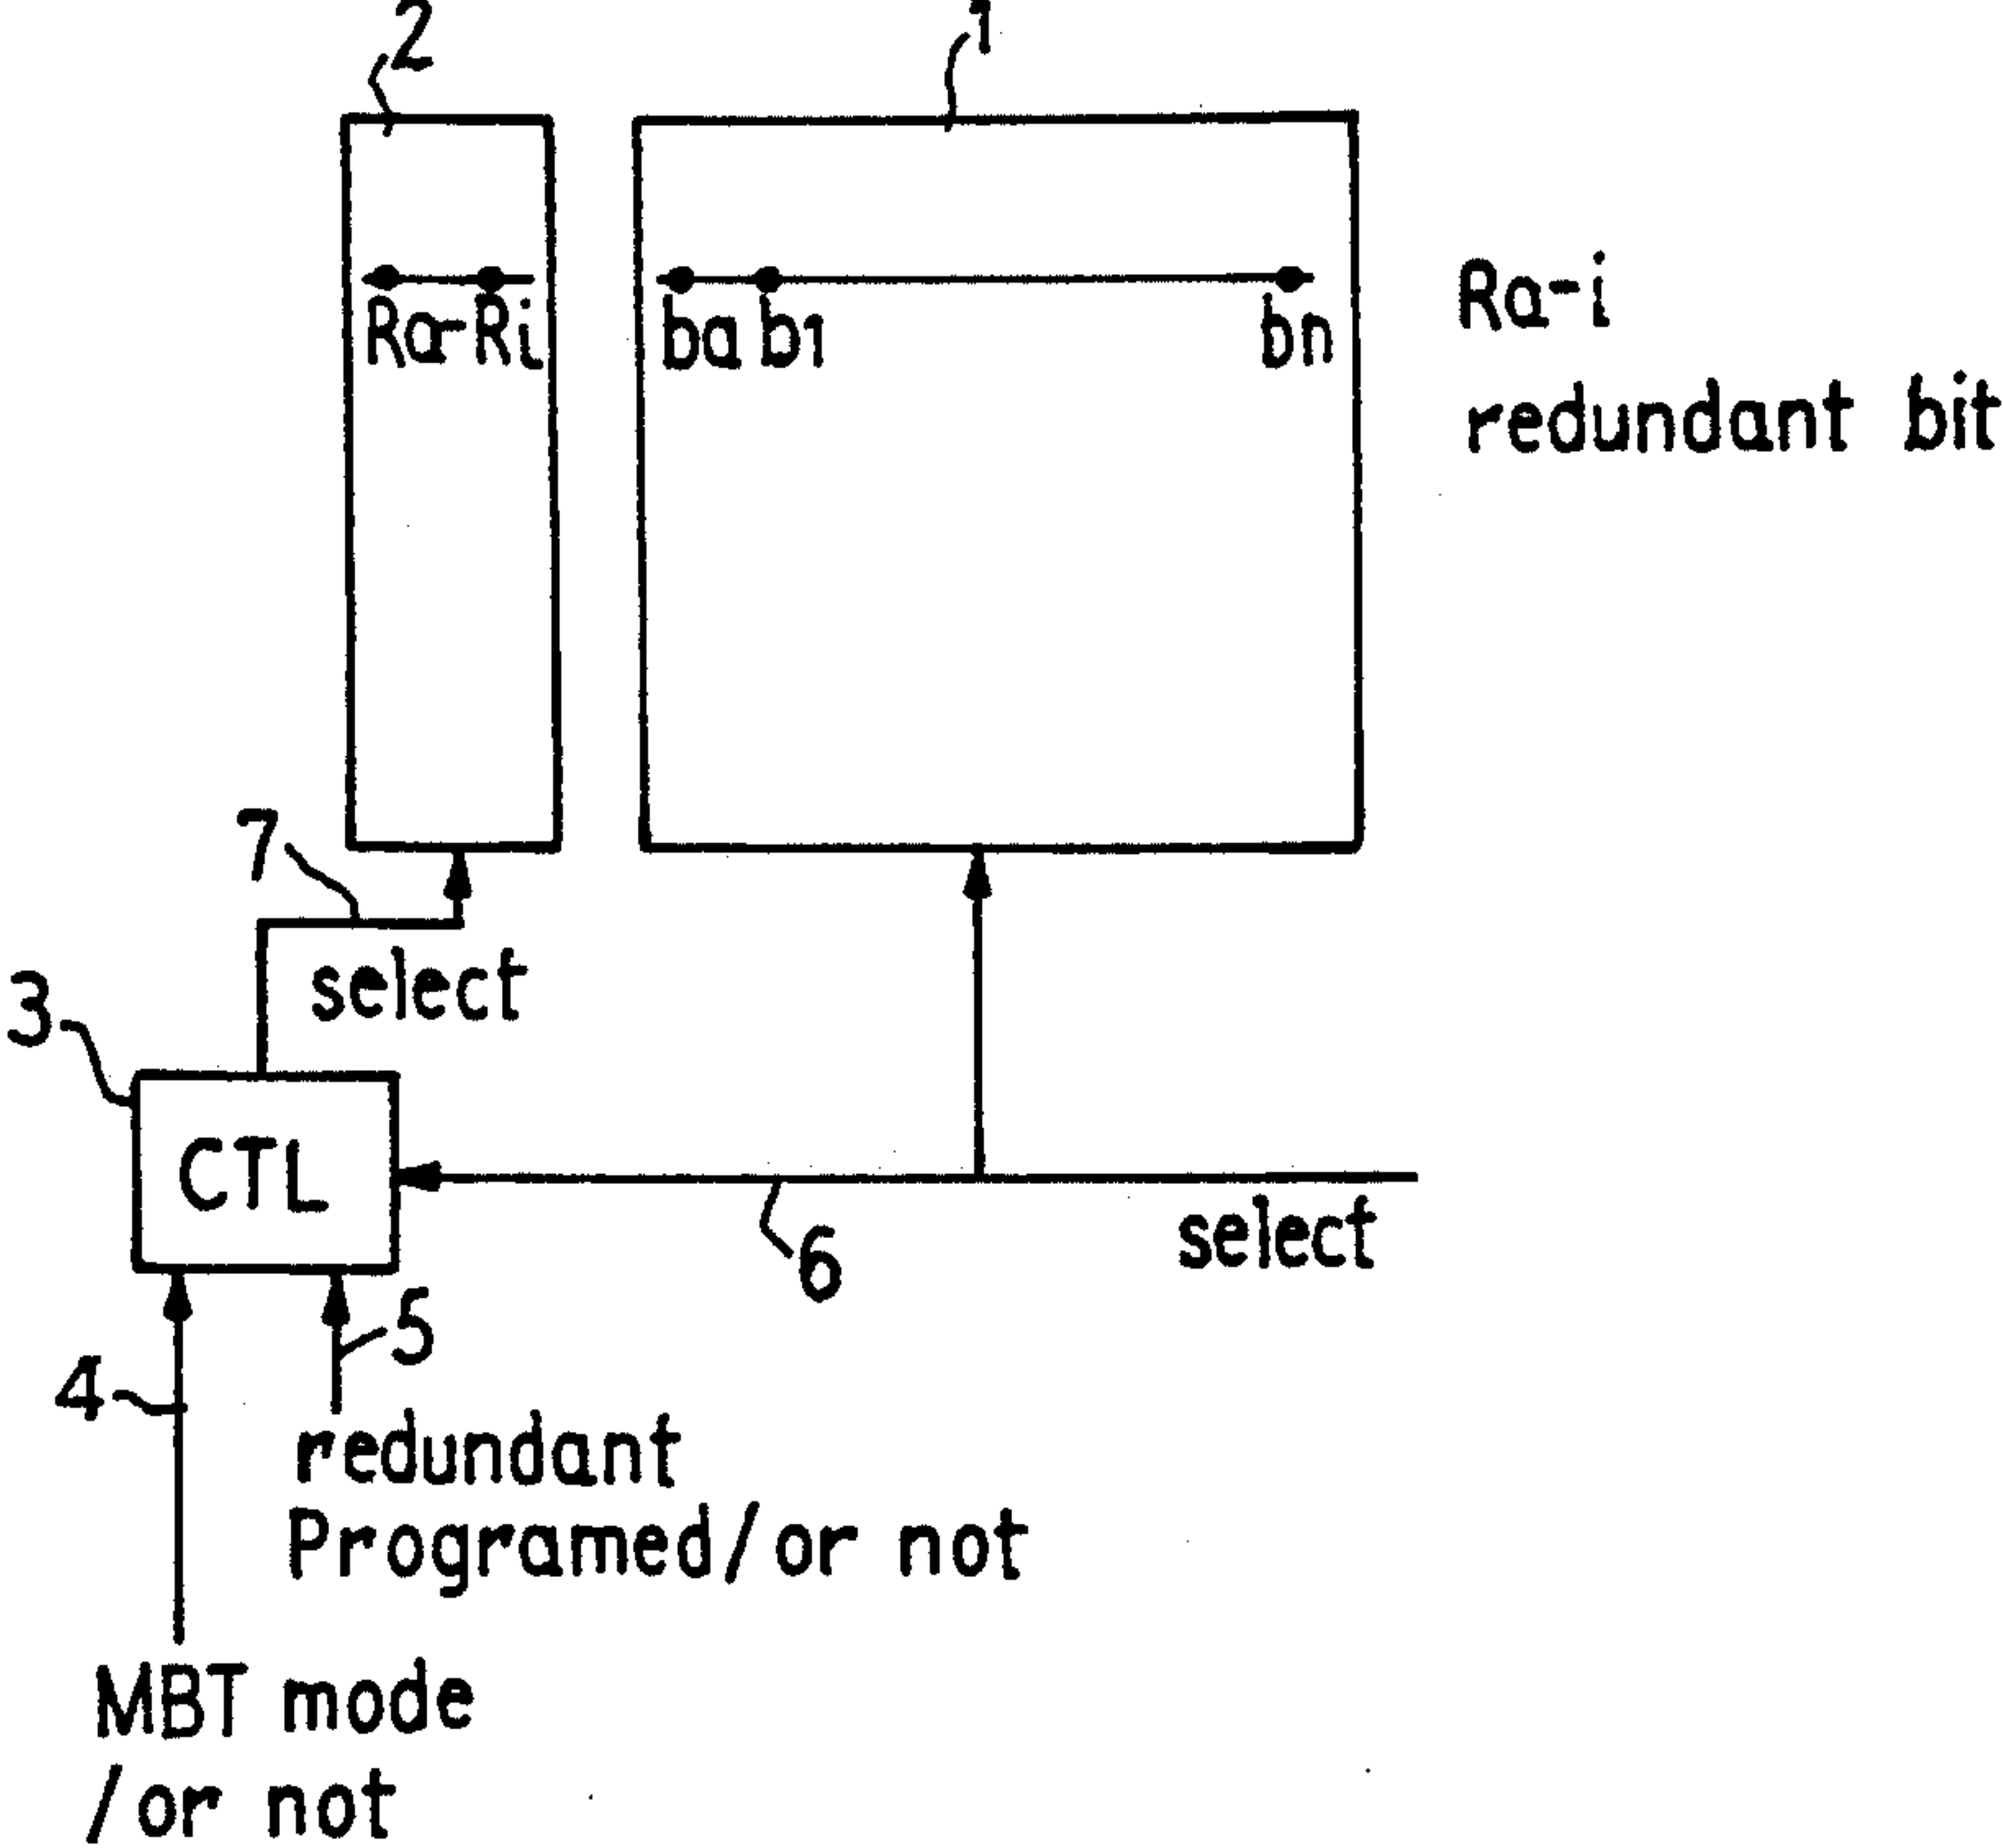 2
1
Ra-Ri
ba b1
bn
Ra-i
redundant bit
7
select
3
CTL
6
select
5
4
redundant
Programed/or not
MBT mode
/or not